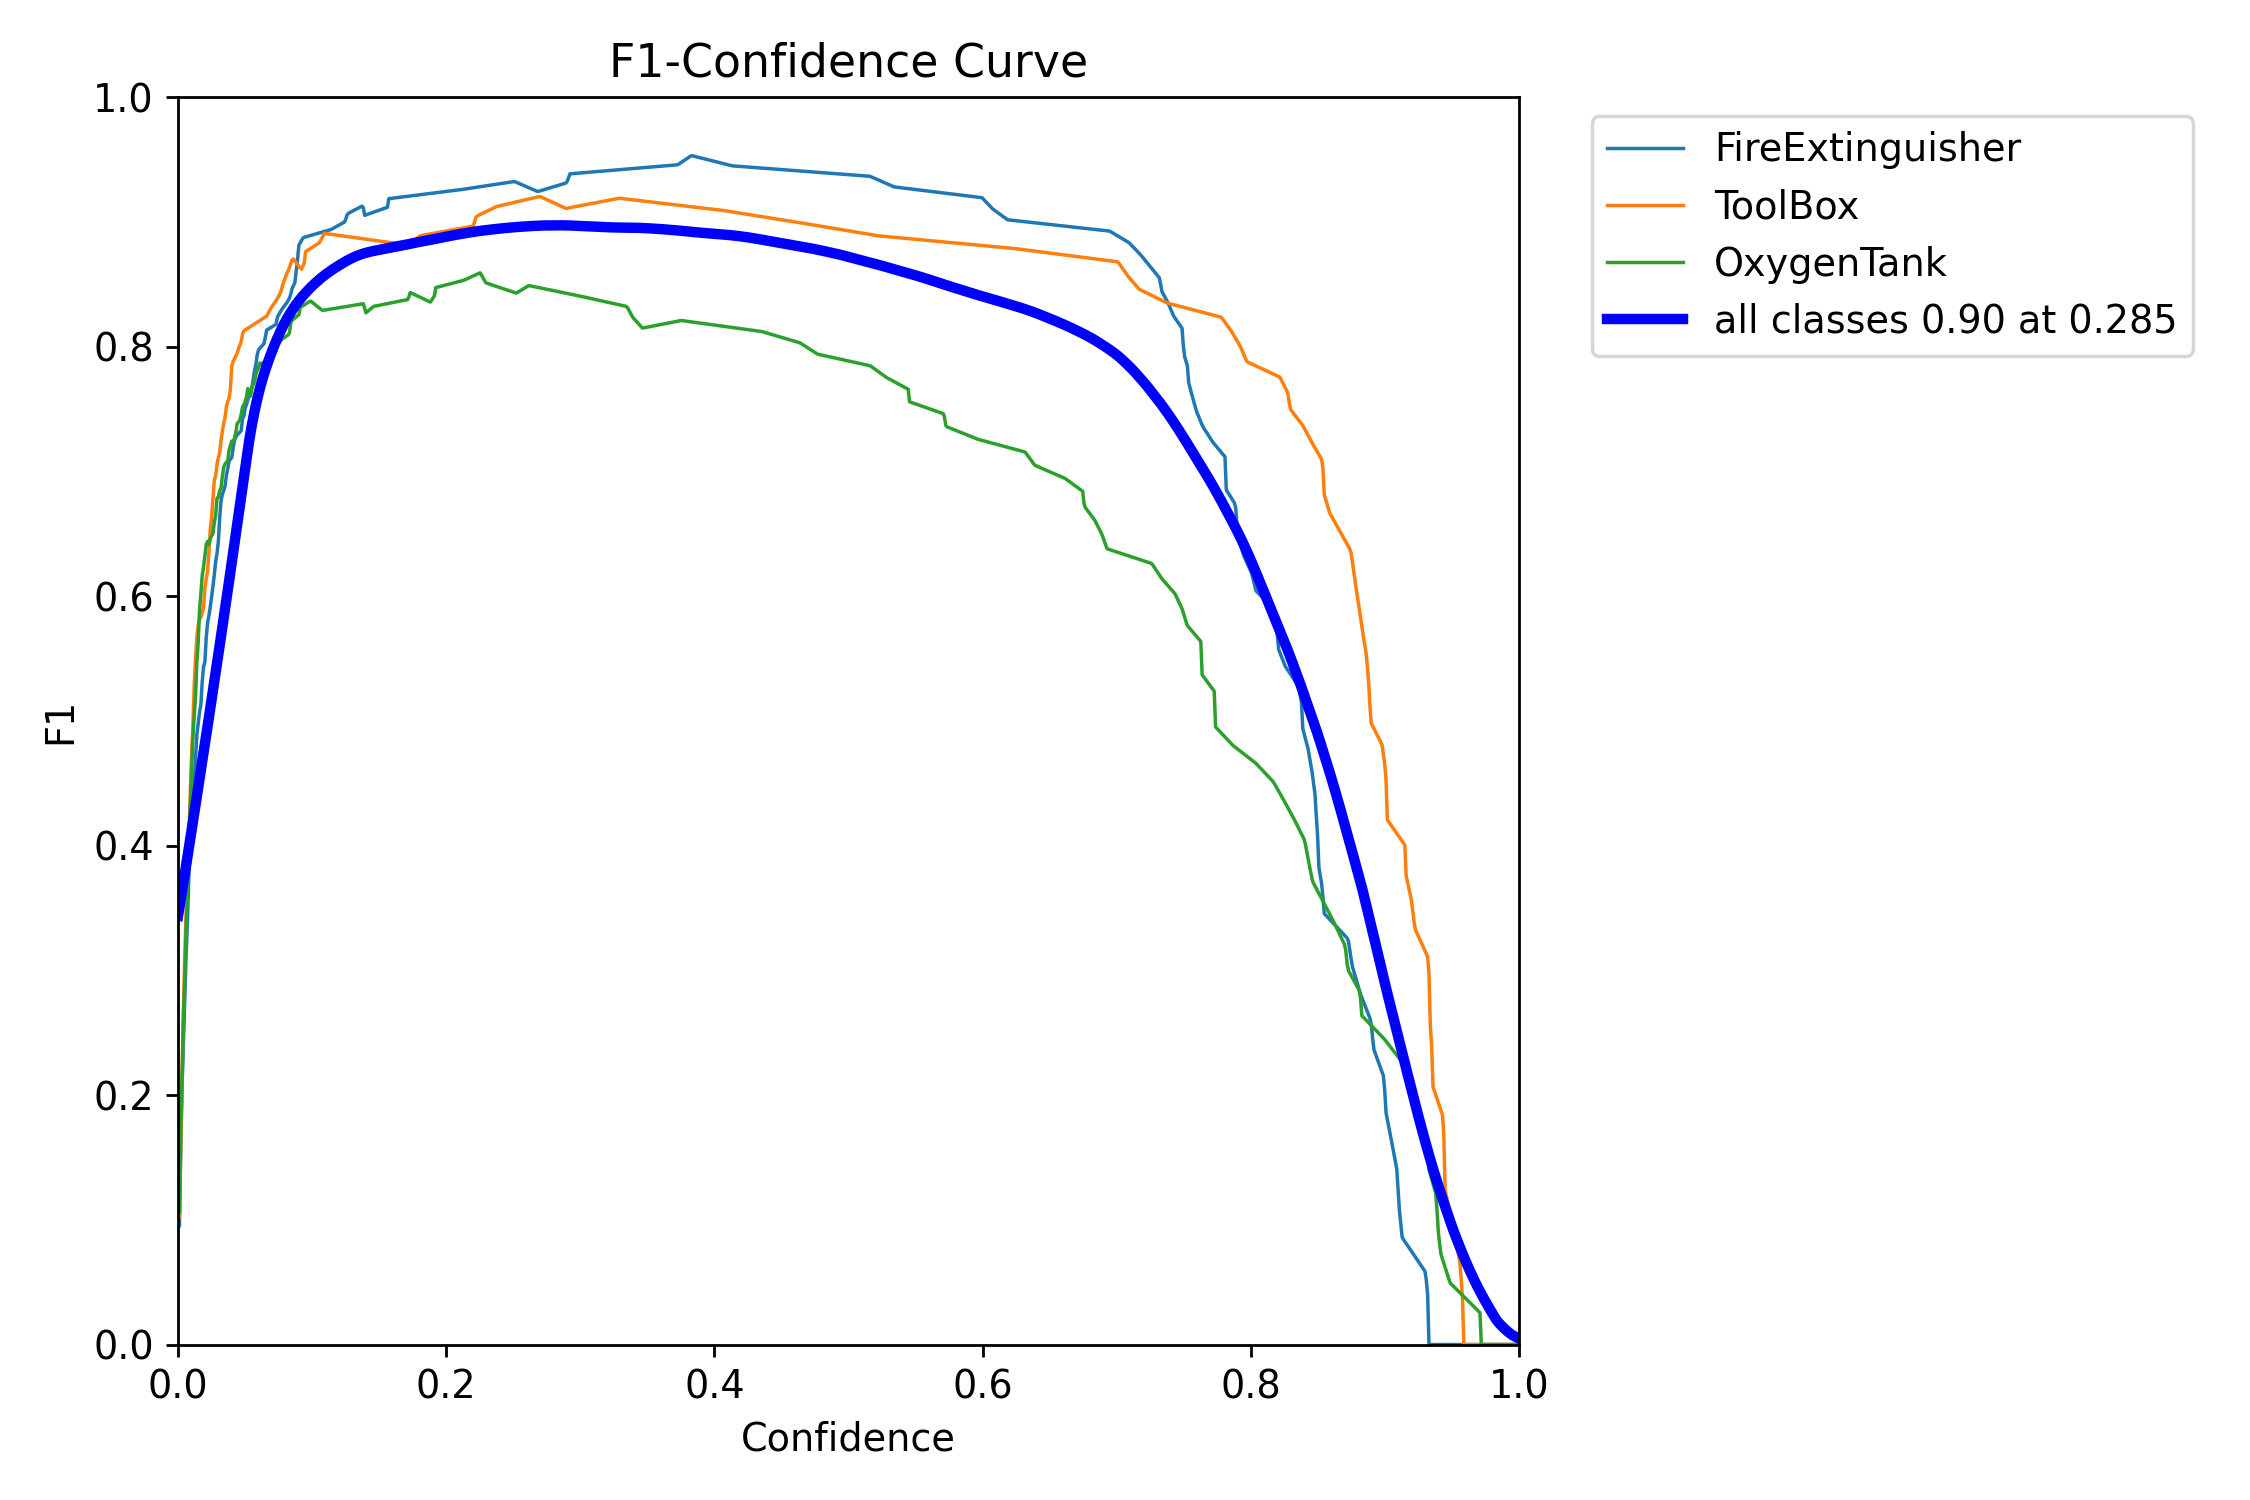 F1-Confidence Curve
1.0
0.8
0.6
0.4
0.2
0.0
F1
0.0 0.2 0.4 0.6 0.8 1.0
Confidence
FireExtinguisher
ToolBox
OxygenTank
all classes 0.90 at 0.285